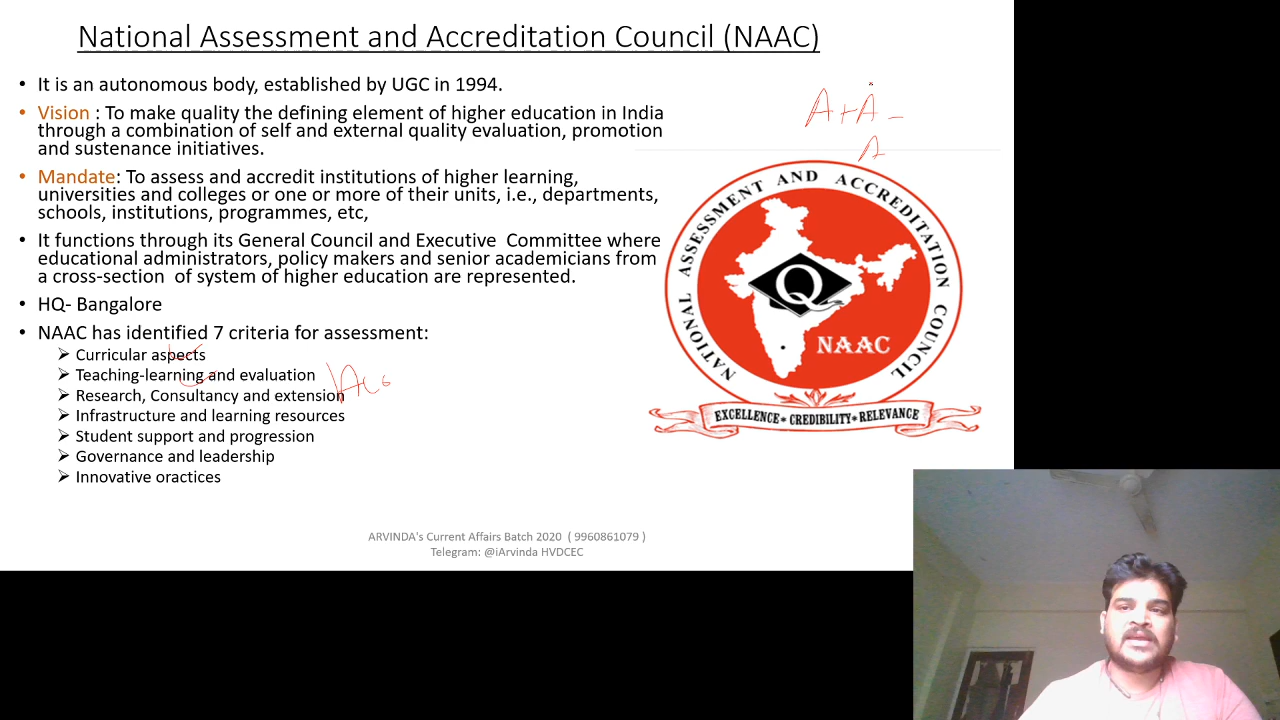 National Assessment and Accreditation Council (NAAC)
• It is an autonomous body, established by UGC in 1994.
• Vision : To make quality the defining element of higher education in India
through a combination of self and external quality evaluation, promotion
and sustenance initiatives.
• Mandate: To assess and accredit institutions of higher learning,
universities and colleges or one or more of their units, i.e., departments,
schools, institutions, programmes, etc,
• It functions through its General Council and Executive Committee where
educational administrators, policy makers and senior academicians from
a cross-section of system of higher education are represented.
• HQ- Bangalore
• NAAC has identified 7 criteria for assessment:
➢ Curricular aspects
➢ Teaching-learning and evaluation
➢ Research, Consultancy and extension
➢ Infrastructure and learning resources
➢ Student support and progression
➢ Governance and leadership
➢ Innovative oractices
A+A -
A
NATIONAL ASSESSMENT AND ACCREDITATION COUNCIL
Q
NAAC
EXCELLENCE * CREDIBILITY * RELEVANCE
ARVINDA's Current Affairs Batch 2020 ( 9960861079 )
Telegram: @iArvinda HVDCEC